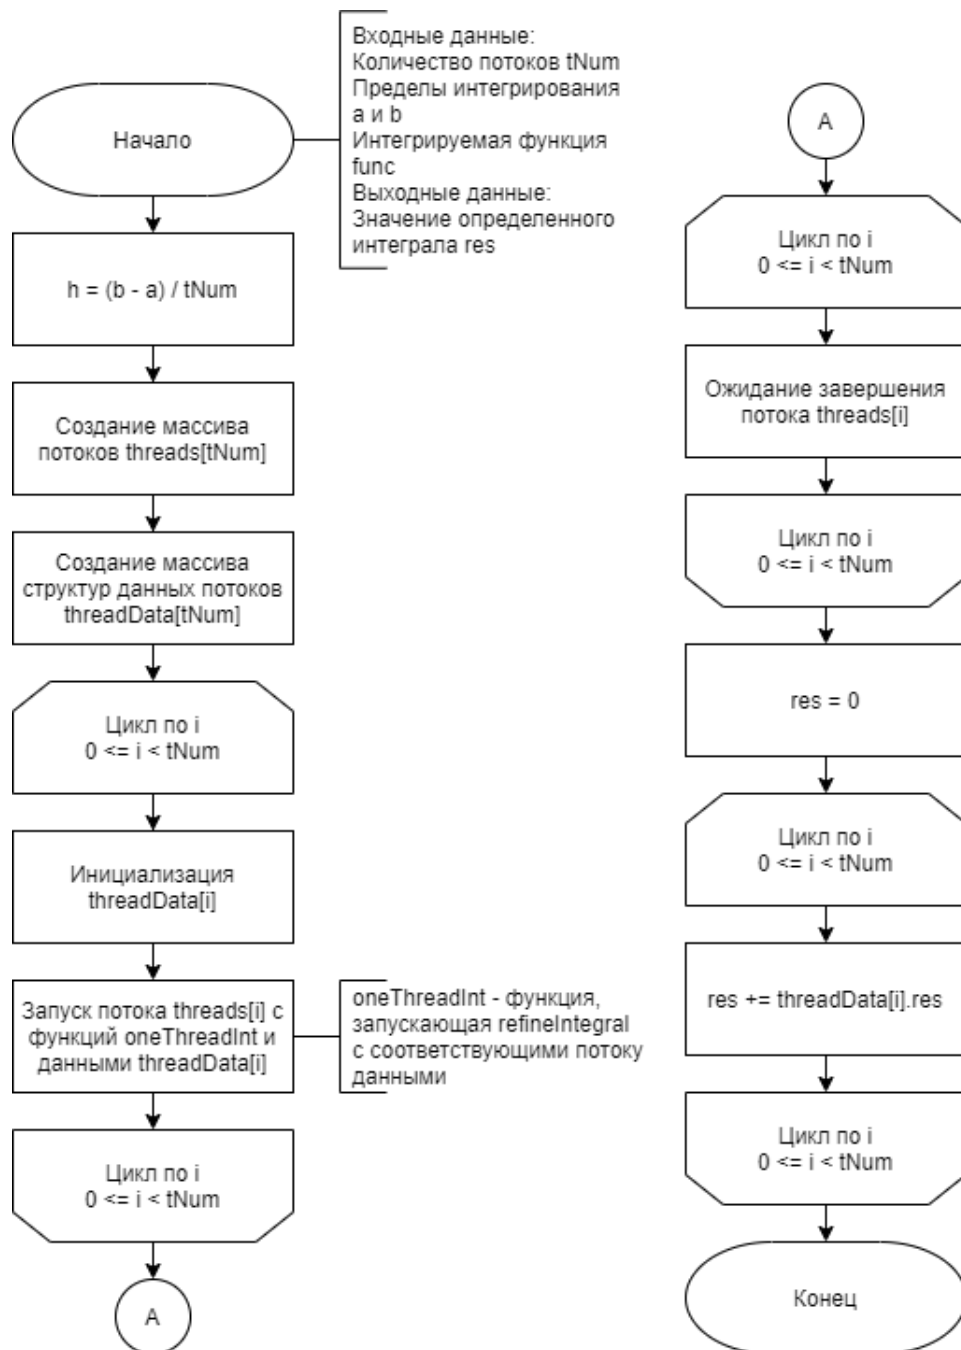 Начало
Входные данные:
Количество потоков tNum
Пределы интегрирования
a и b
Интегрируемая функция
func
Выходные данные:
Значение определенного
интеграла res
h = (b - a) / tNum
Создание массива
потоков threads[tNum]
Создание массива
структур данных потоков
threadData[tNum]
Цикл по i
0 <= i < tNum
Инициализация
threadData[i]
Запуск потока threads[i] с
функций oneThreadInt и
данными threadData[i]
oneThreadInt - функция,
запускающая refineIntegral
с соответствующими потоку
данными
Цикл по i
0 <= i < tNum
A
A
Цикл по i
0 <= i < tNum
Ожидание завершения
потока threads[i]
Цикл по i
0 <= i < tNum
res = 0
Цикл по i
0 <= i < tNum
res += threadData[i].res
Цикл по i
0 <= i < tNum
Конец